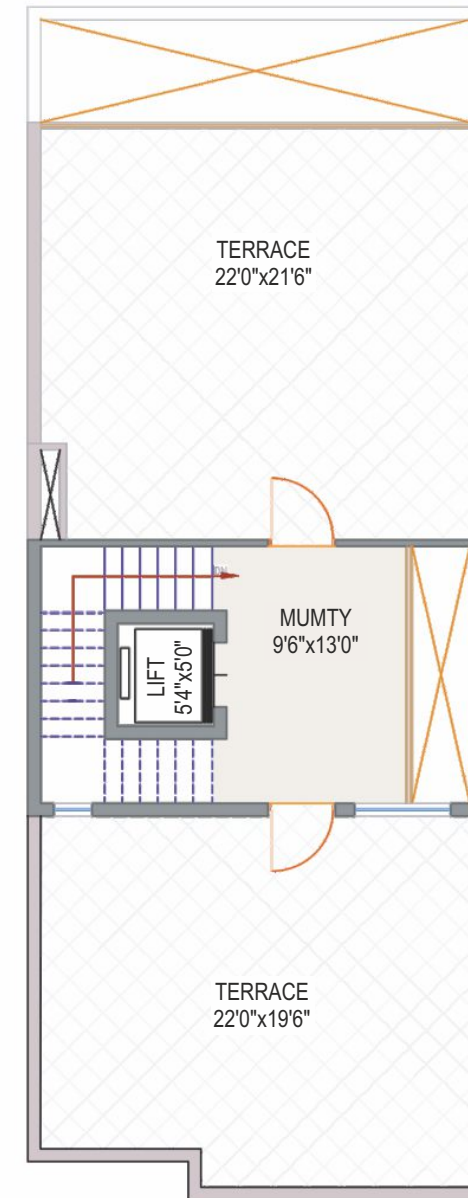 TERRACE
22'0"x21'6"
DN
MUMTY
9'6"x13'0"
LIFT
5'4"x5'0"
TERRACE
22'0"x19'6"